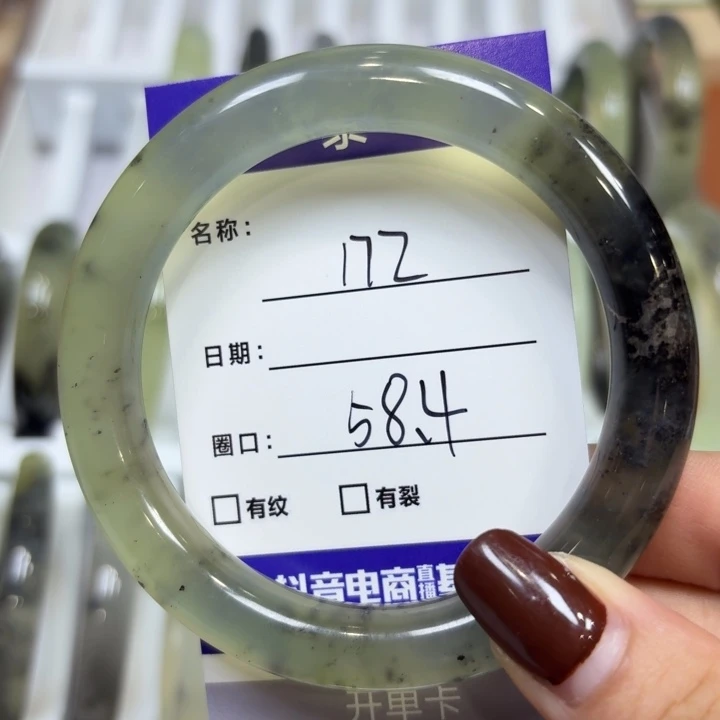 名称: 172
日期:
圈口: 58.4
有纹 有裂
抖音电商直播基
开单卡